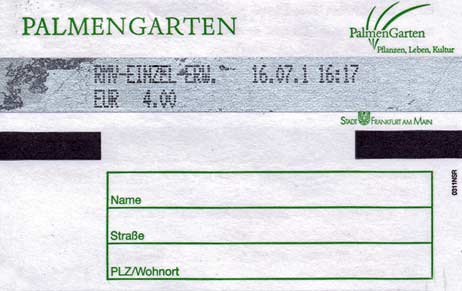 PALMENGARTEN
PalmenGarten
Pflanzen, Leben, Kultur
RMV-EINZEL ERW. 16.07.1 16:17
EUR 4.00
STADT FRANKFURT AM MAIN
0311NSR
Name
Straße
PLZ/Wohnort